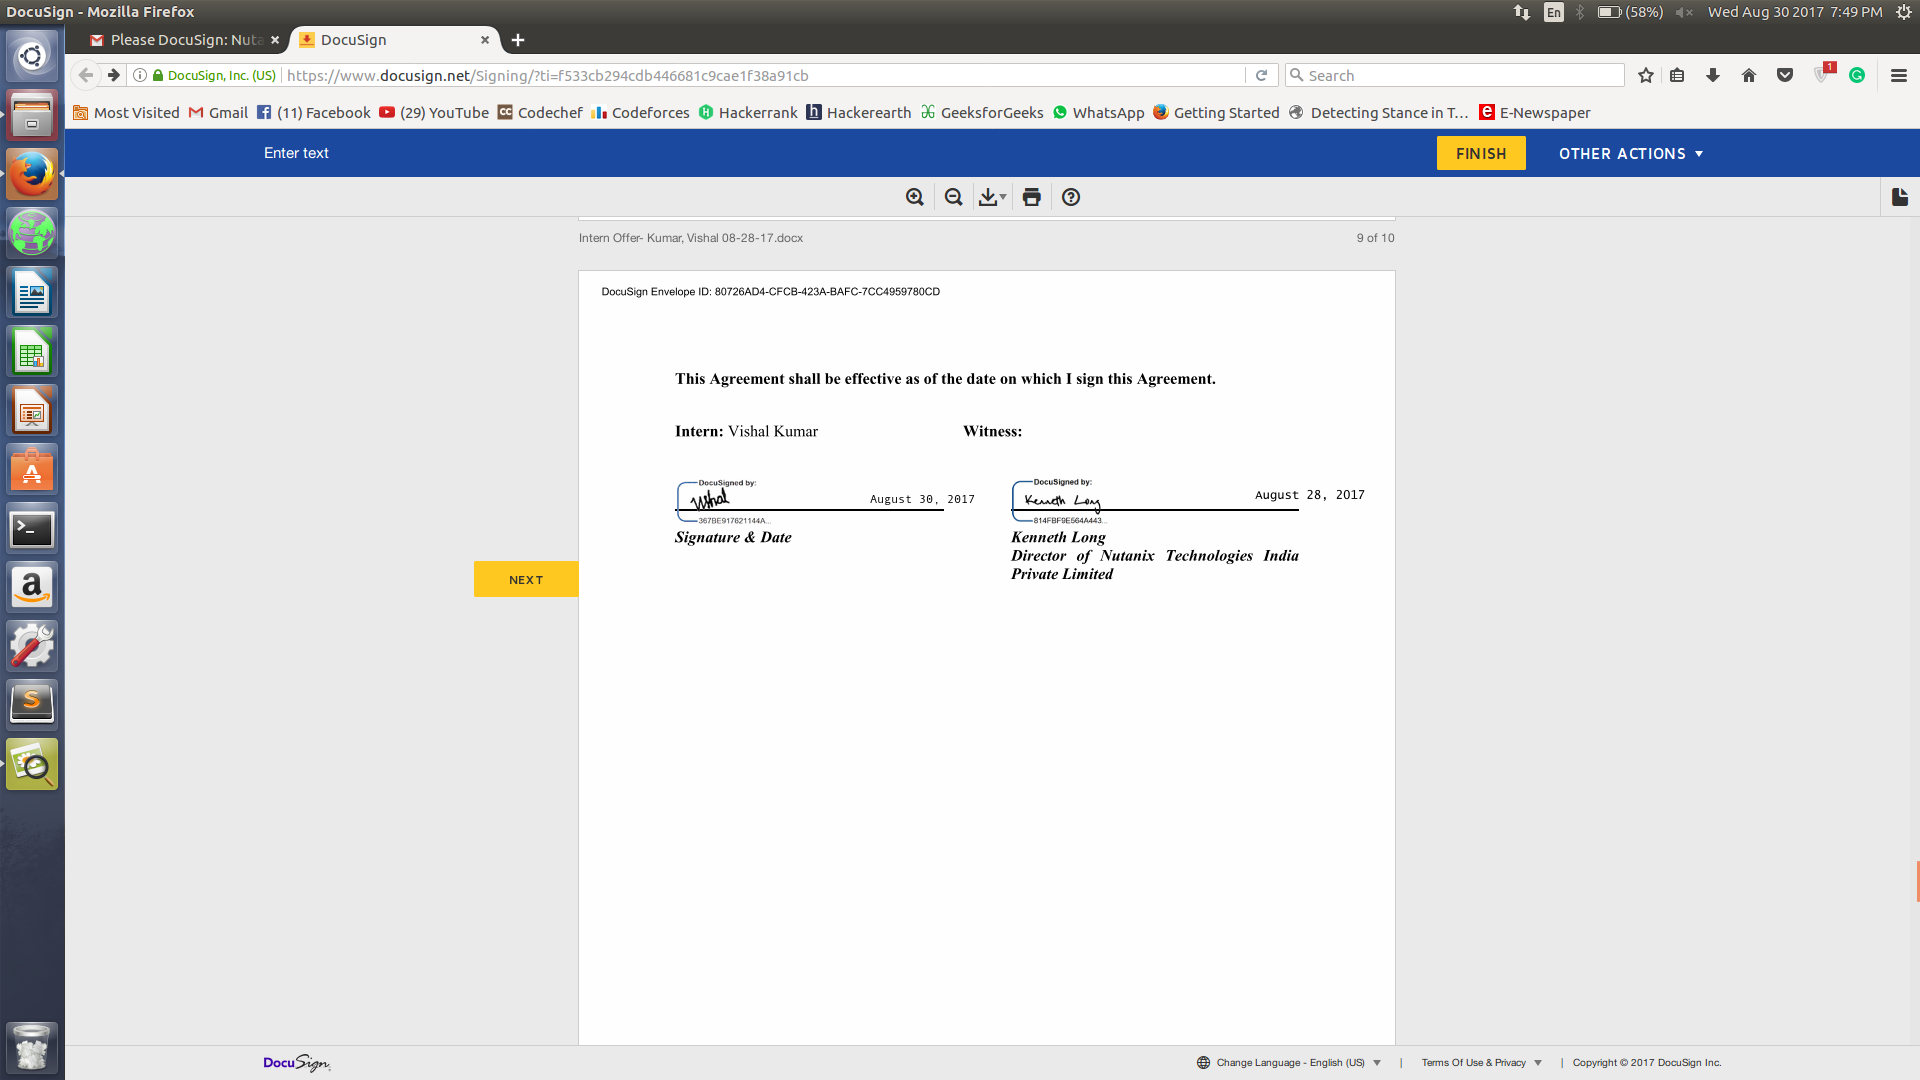 DocuSign - Mozilla Firefox
En
(58%)
Wed Aug 30 2017 7:49 PM
Please DocuSign: Nuta
DocuSign
DocuSign, Inc. (US)
https://www.docusign.net/Signing/?ti=f533cb294cdb446681c9cae1f38a91cb
Search
1
Most Visited
Gmail
(11) Facebook
(29) YouTube
Codechef
Codeforces
Hackerrank
Hackerearth
GeeksforGeeks
WhatsApp
Getting Started
Detecting Stance in T...
E-Newspaper
Enter text
FINISH
OTHER ACTIONS
Intern Offer- Kumar, Vishal 08-28-17.docx
9 of 10
DocuSign Envelope ID: 80726AD4-CFCB-423A-BAFC-7CC4959780CD
This Agreement shall be effective as of the date on which I sign this Agreement.
Intern: Vishal Kumar
Witness:
DocuSigned by:
Vishal
August 30, 2017
367BE917621144A...
Signature & Date
DocuSigned by:
Kenneth Long
August 28, 2017
814FBF9E564A443...
Kenneth Long
Director of Nutanix Technologies India
Private Limited
NEXT
DocuSign
Change Language - English (US)
|
Terms Of Use & Privacy
|
Copyright © 2017 DocuSign Inc.